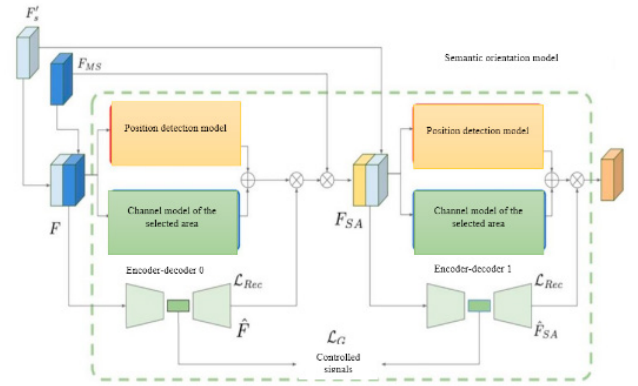 F's
F_MS
Semantic orientation model
Position detection model
Position detection model
F
Channel model of the
selected area
F_SA
Channel model of the
selected area
Encoder-decoder 0
Encoder-decoder 1
ℒ_Rec
ℒ_Rec
F̂
F̂_SA
ℒ_G
Controlled
signals